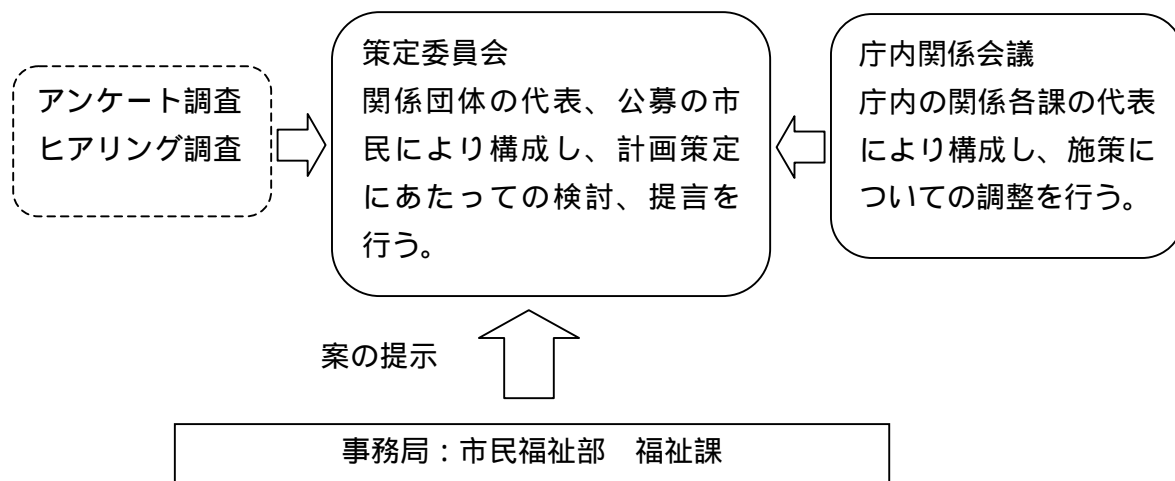 アンケート調査
ヒアリング調査
策定委員会
関係団体の代表、公募の市
民により構成し、計画策定
にあたっての検討、提言を
行う。
庁内関係会議
庁内の関係各課の代表
により構成し、施策に
ついての調整を行う。
案の提示
事務局：市民福祉部　福祉課